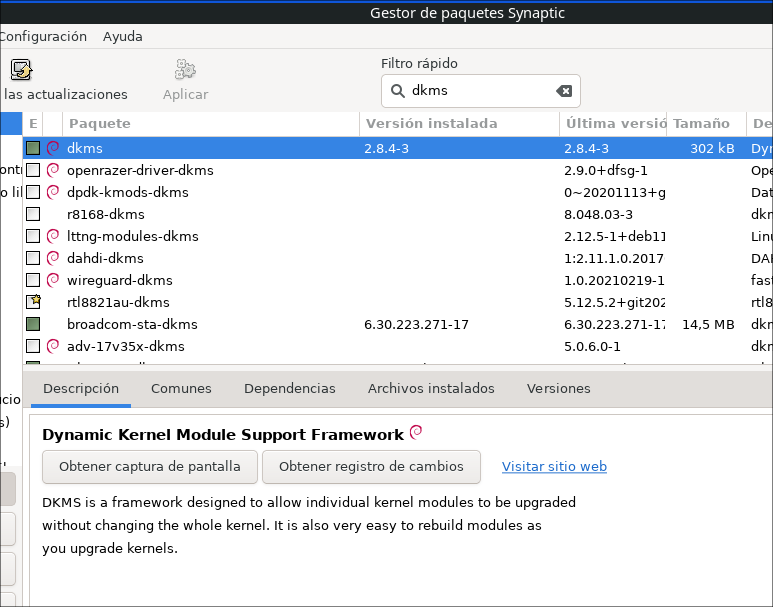 Gestor de paquetes Synaptic
Configuración Ayuda
las actualizaciones
Aplicar
Filtro rápido
dkms
E Paquete Versión instalada Última versió Tamaño De
dkms 2.8.4-3 2.8.4-3 302 kB Dyn
openrazer-driver-dkms 2.9.0+dfsg-1 Ope
dpdk-kmods-dkms 0~20201113+g Dat
r8168-dkms 8.048.03-3 dkm
lttng-modules-dkms 2.12.5-1+deb11 Linu
dahdi-dkms 1:2.11.1.0.2017 DAH
wireguard-dkms 1.0.20210219-1 fast
rtl8821au-dkms 5.12.5.2+git202 rtl8
broadcom-sta-dkms 6.30.223.271-17 6.30.223.271-17 14,5 MB dkm
adv-17v35x-dkms 5.0.6.0-1 dkm
Descripción Comunes Dependencias Archivos instalados Versiones
Dynamic Kernel Module Support Framework
Obtener captura de pantalla Obtener registro de cambios Visitar sitio web
DKMS is a framework designed to allow individual kernel modules to be upgraded
without changing the whole kernel. It is also very easy to rebuild modules as
you upgrade kernels.